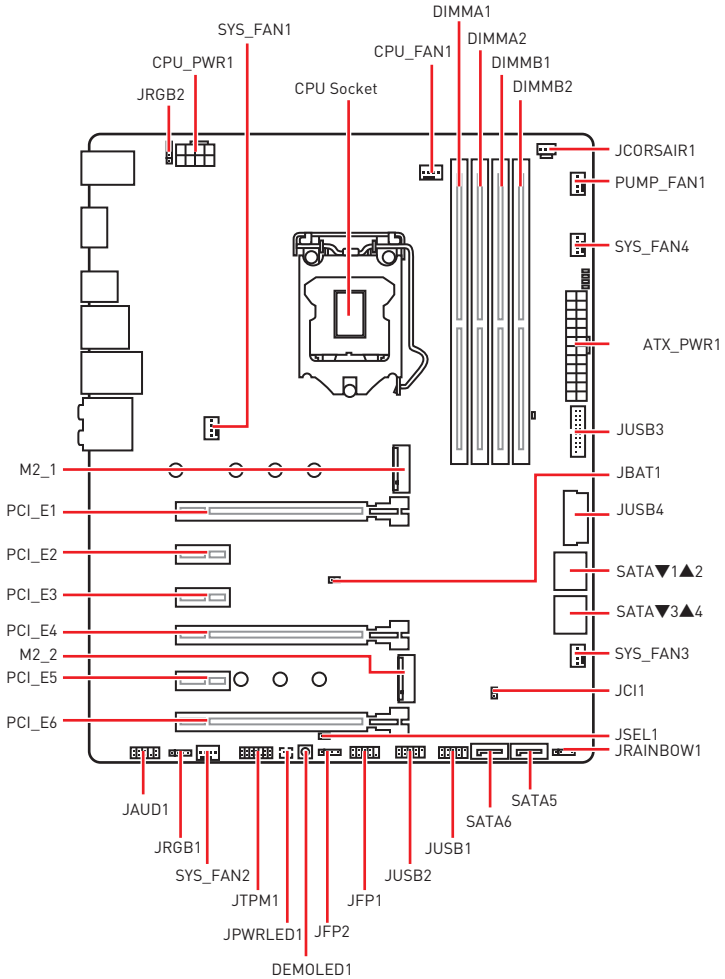 DIMMA1
SYS_FAN1
DIMMA2
CPU_FAN1
CPU_PWR1
DIMMB1
CPU Socket
DIMMB2
JRGB2
JCORSAIR1
PUMP_FAN1
SYS_FAN4
ATX_PWR1
JUSB3
M2_1
JBAT1
PCI_E1
JUSB4
PCI_E2
SATA▼1▲2
PCI_E3
SATA▼3▲4
PCI_E4
M2_2
SYS_FAN3
PCI_E5
JCI1
PCI_E6
JSEL1
JRAINBOW1
JAUD1
SATA5
SATA6
JRGB1
JUSB1
SYS_FAN2
JUSB2
JTPM1
JFP1
JPWRLED1
JFP2
DEMOLED1